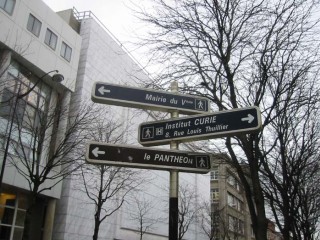 Mairie du Vème
Institut CURIE
8, Rue Louis Thuillier
le PANTHEON